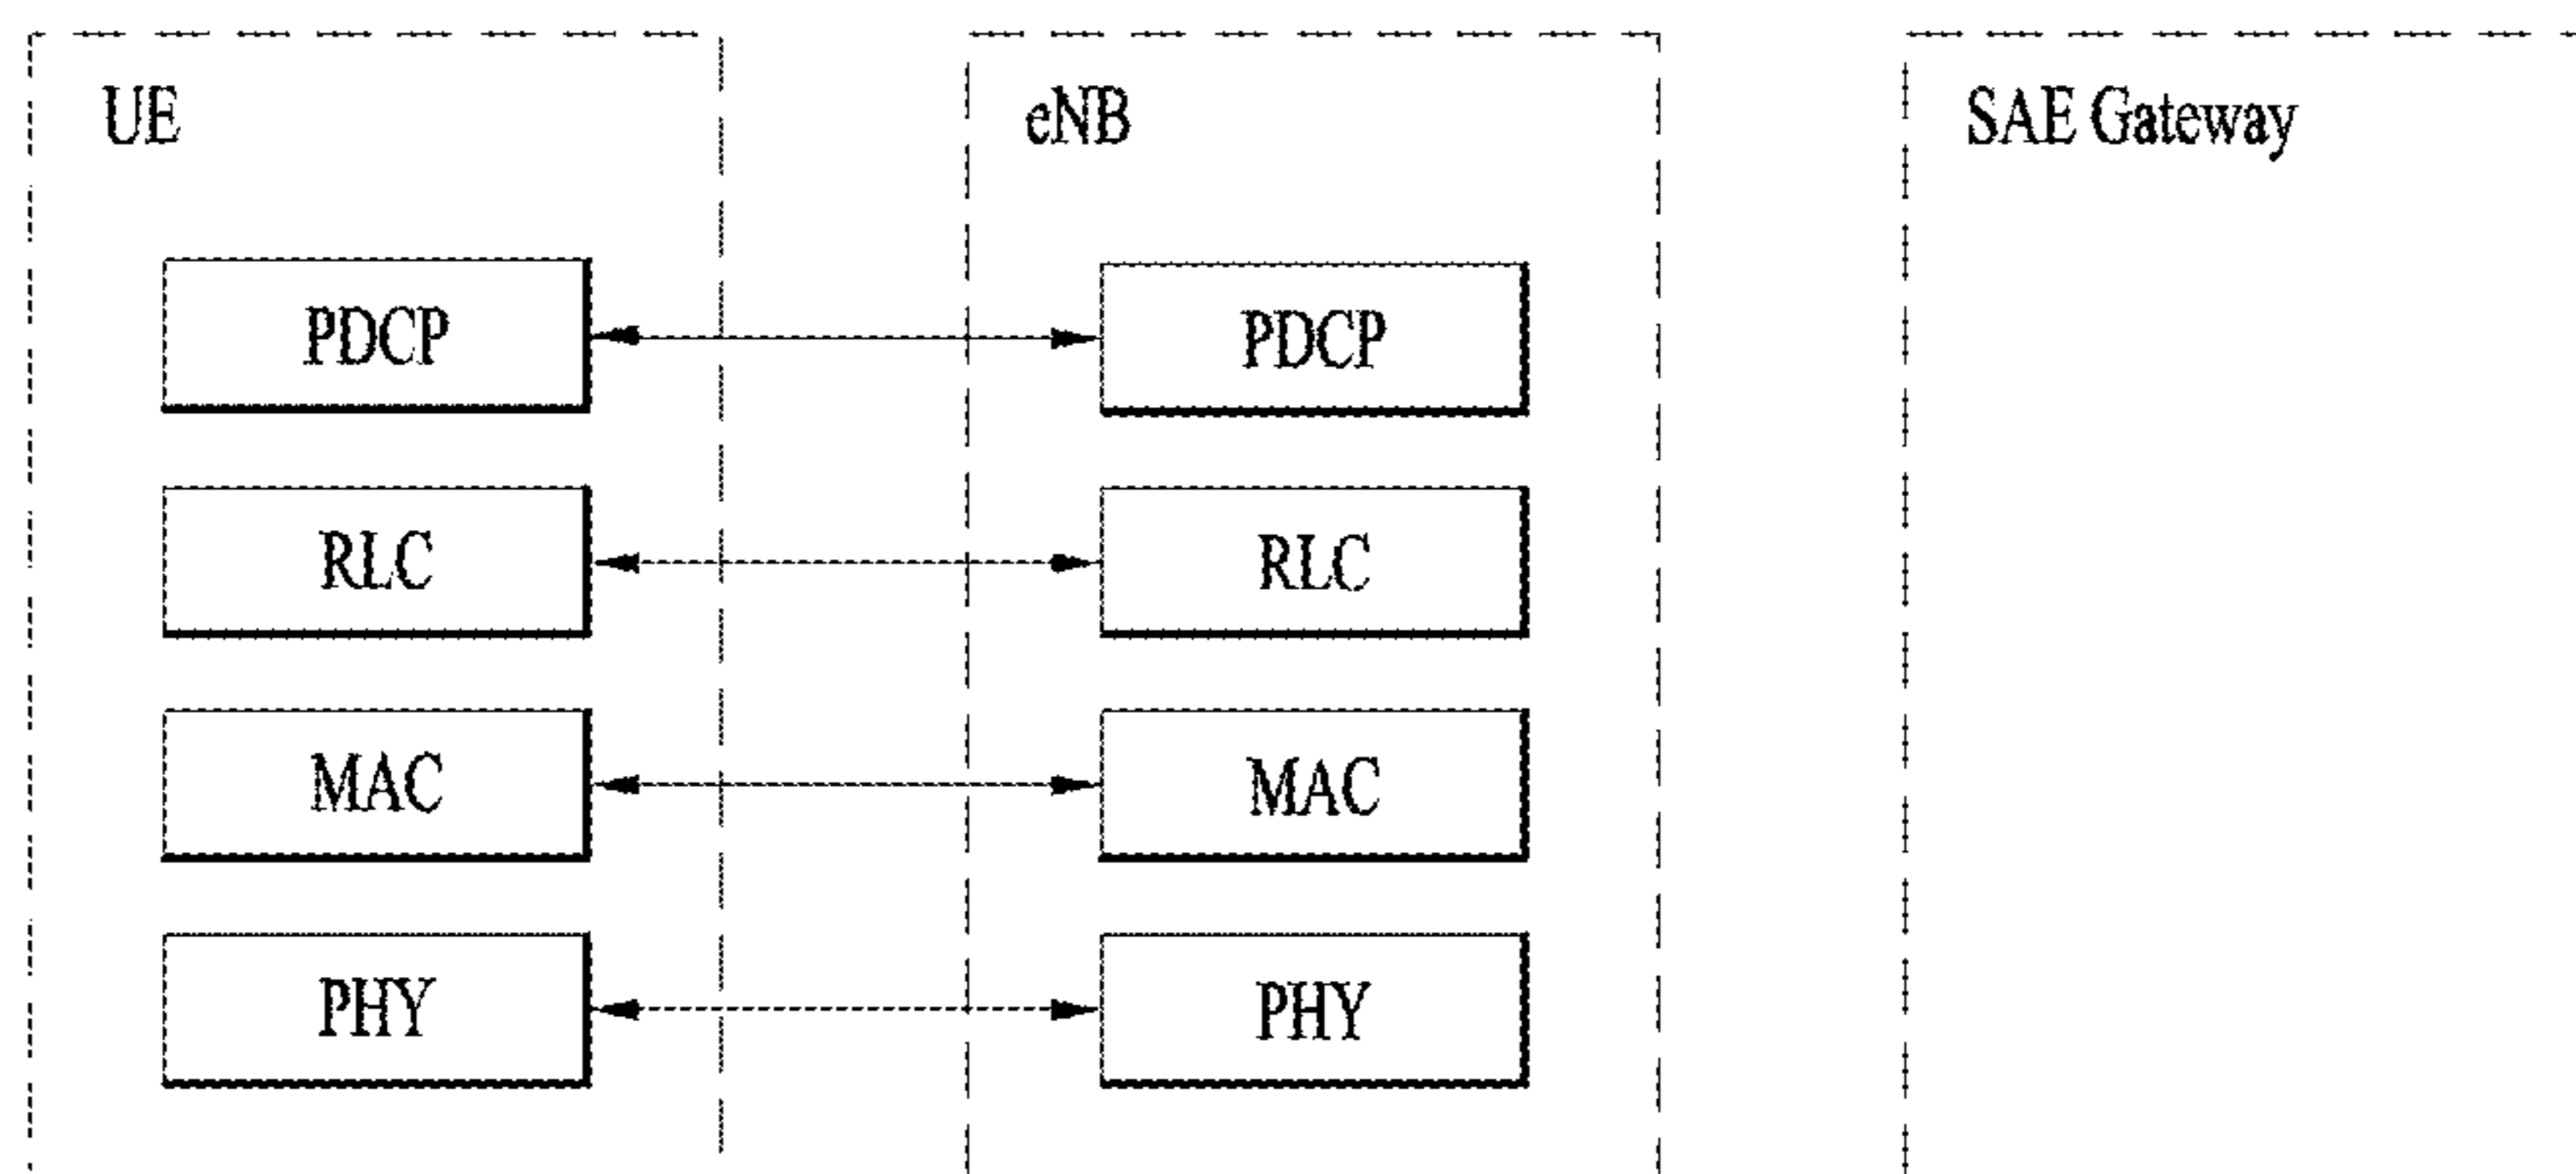 UE
eNB
SAE Gateway
PDCP
PDCP
RLC
RLC
MAC
MAC
PHY
PHY